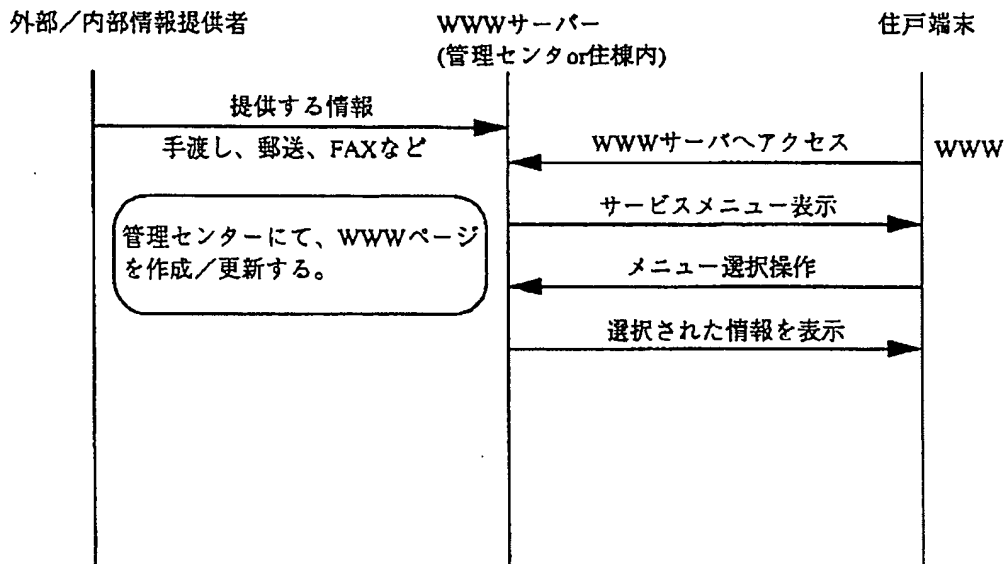 外部／内部情報提供者
WWWサーバー
(管理センタor住棟内)
住戸端末
提供する情報
手渡し、郵送、FAXなど
WWWサーバへアクセス
WWW
サービスメニュー表示
管理センターにて、WWWページ
を作成／更新する。
メニュー選択操作
選択された情報を表示